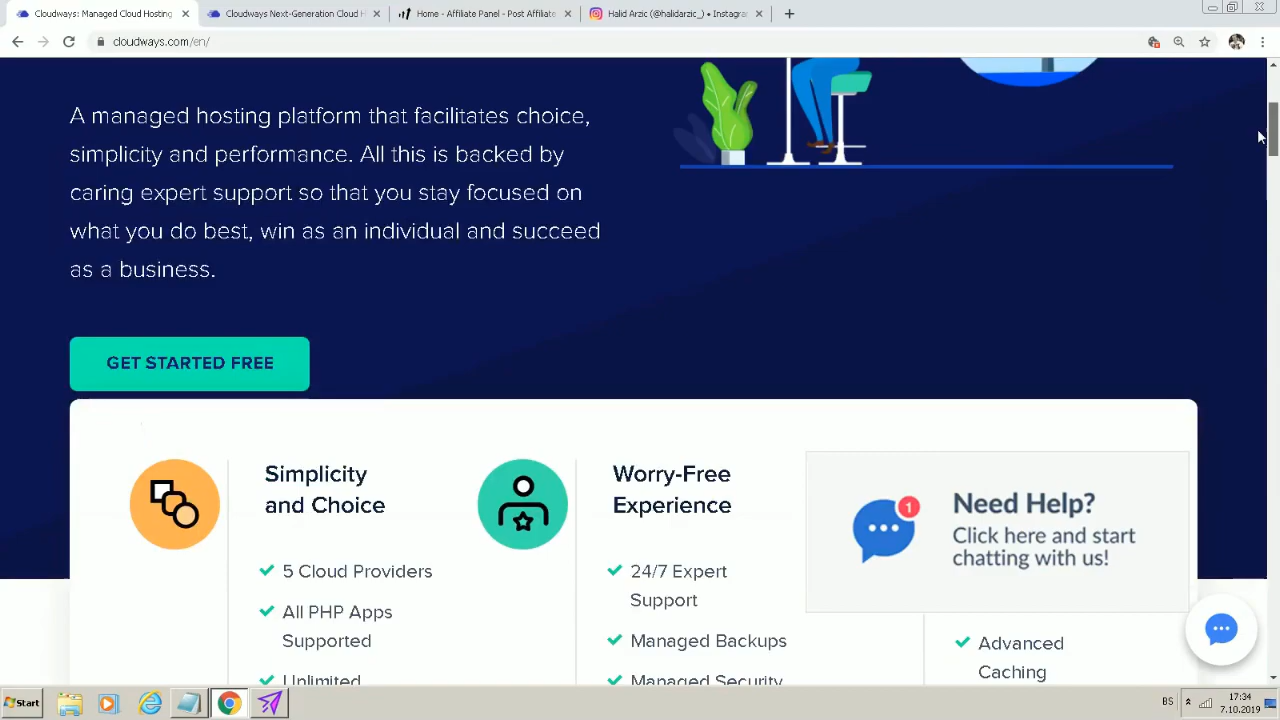 Cloudways: Managed Cloud Hosting
Cloudways Next-Generation Cloud H
Home - Affiliate Panel - Post Affiliate
Halid Arzic (@halidarzic_) • Instagra
cloudways.com/en/
A managed hosting platform that facilitates choice,
simplicity and performance. All this is backed by
caring expert support so that you stay focused on
what you do best, win as an individual and succeed
as a business.
GET STARTED FREE
Simplicity
and Choice
5 Cloud Providers
All PHP Apps
Supported
Unlimited
Worry-Free
Experience
24/7 Expert
Support
Managed Backups
Managed Security
1
Need Help?
Click here and start
chatting with us!
Advanced
Caching
Start
BS
17:34
7.10.2019